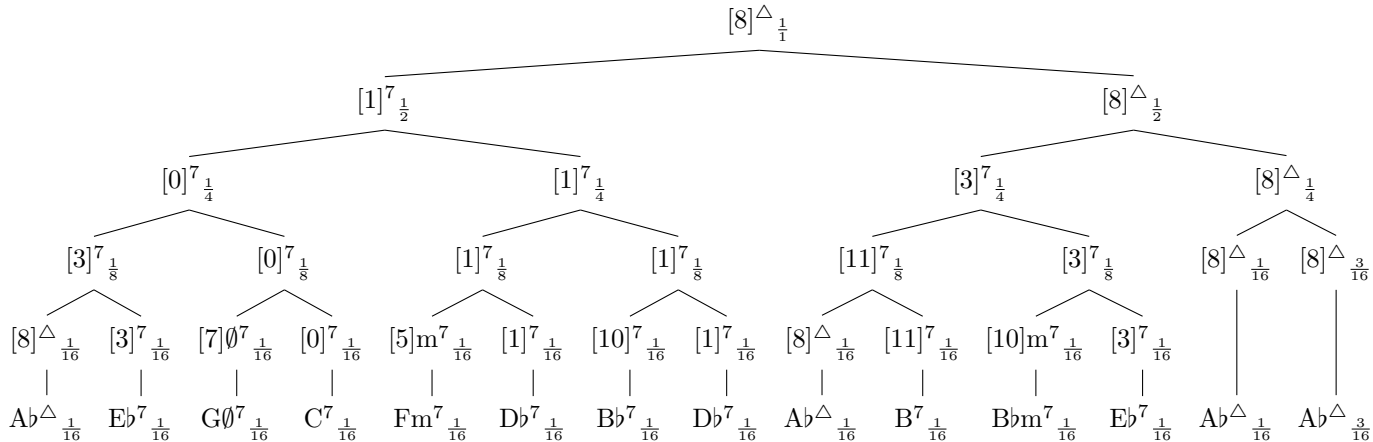 [8]△ 1/1
[1]⁷ 1/2 [8]△ 1/2
[0]⁷ 1/4 [1]⁷ 1/4 [3]⁷ 1/4 [8]△ 1/4
[3]⁷ 1/8 [0]⁷ 1/8 [1]⁷ 1/8 [1]⁷ 1/8 [11]⁷ 1/8 [3]⁷ 1/8 [8]△ 1/16 [8]△ 3/16
[8]△ 1/16 [3]⁷ 1/16 [7]∅⁷ 1/16 [0]⁷ 1/16 [5]m⁷ 1/16 [1]⁷ 1/16 [10]⁷ 1/16 [1]⁷ 1/16 [8]△ 1/16 [11]⁷ 1/16 [10]m⁷ 1/16 [3]⁷ 1/16
A♭△ 1/16 E♭⁷ 1/16 G∅⁷ 1/16 C⁷ 1/16 Fm⁷ 1/16 D♭⁷ 1/16 B♭⁷ 1/16 D♭⁷ 1/16 A♭△ 1/16 B⁷ 1/16 B♭m⁷ 1/16 E♭⁷ 1/16 A♭△ 1/16 A♭△ 3/16